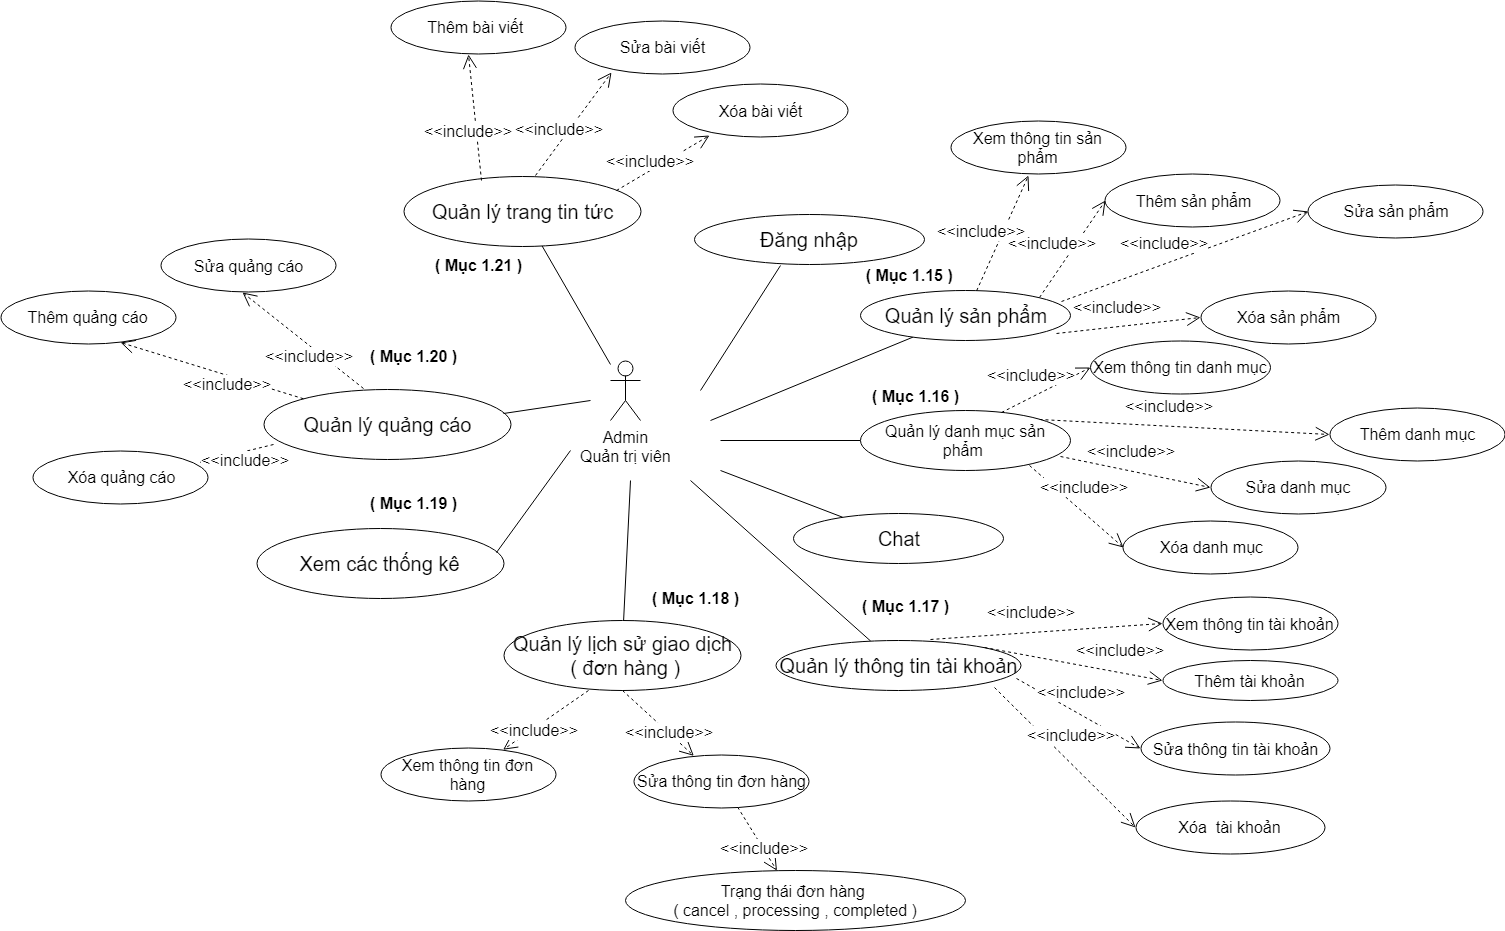 Thêm bài viết
Sửa bài viết
Xóa bài viết
<<include>>
<<include>>
<<include>>
Quản lý trang tin tức
( Mục 1.21 )
Đăng nhập
Xem thông tin sản
phẩm
Thêm sản phẩm
Sửa sản phẩm
<<include>>
<<include>>
<<include>>
( Mục 1.15 )
Quản lý sản phẩm
<<include>>
Xóa sản phẩm
Sửa quảng cáo
Thêm quảng cáo
<<include>>
<<include>>
( Mục 1.20 )
Quản lý quảng cáo
<<include>>
Xóa quảng cáo
Admin
Quản trị viên
Xem thông tin danh mục
<<include>>
( Mục 1.16 )
<<include>>
Quản lý danh mục sản
phẩm
Thêm danh mục
<<include>>
Sửa danh mục
<<include>>
Xóa danh mục
( Mục 1.19 )
Xem các thống kê
Chat
( Mục 1.18 )
Quản lý lịch sử giao dịch
( đơn hàng )
<<include>>
<<include>>
Xem thông tin đơn
hàng
Sửa thông tin đơn hàng
<<include>>
Trạng thái đơn hàng
( cancel , processing , completed )
( Mục 1.17 )
Quản lý thông tin tài khoản
<<include>>
Xem thông tin tài khoản
<<include>>
Thêm tài khoản
<<include>>
Sửa thông tin tài khoản
<<include>>
Xóa  tài khoản